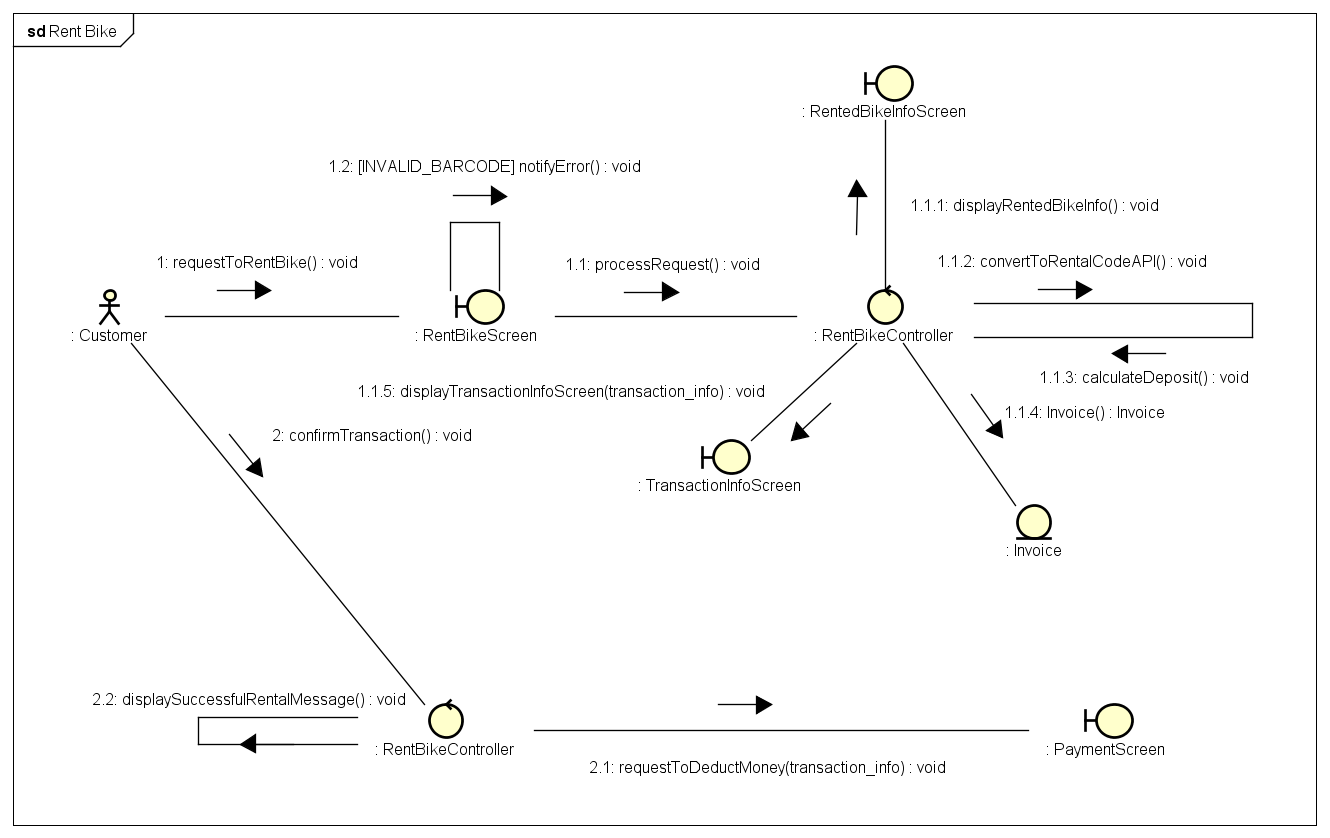 sd Rent Bike
: RentedBikeInfoScreen
1.2: [INVALID_BARCODE] notifyError() : void
1.1.1: displayRentedBikeInfo() : void
1: requestToRentBike() : void
1.1: processRequest() : void
1.1.2: convertToRentalCodeAPI() : void
: Customer
: RentBikeScreen
: RentBikeController
1.1.3: calculateDeposit() : void
1.1.5: displayTransactionInfoScreen(transaction_info) : void
1.1.4: Invoice() : Invoice
2: confirmTransaction() : void
: TransactionInfoScreen
: Invoice
2.2: displaySuccessfulRentalMessage() : void
: RentBikeController
: PaymentScreen
2.1: requestToDeductMoney(transaction_info) : void